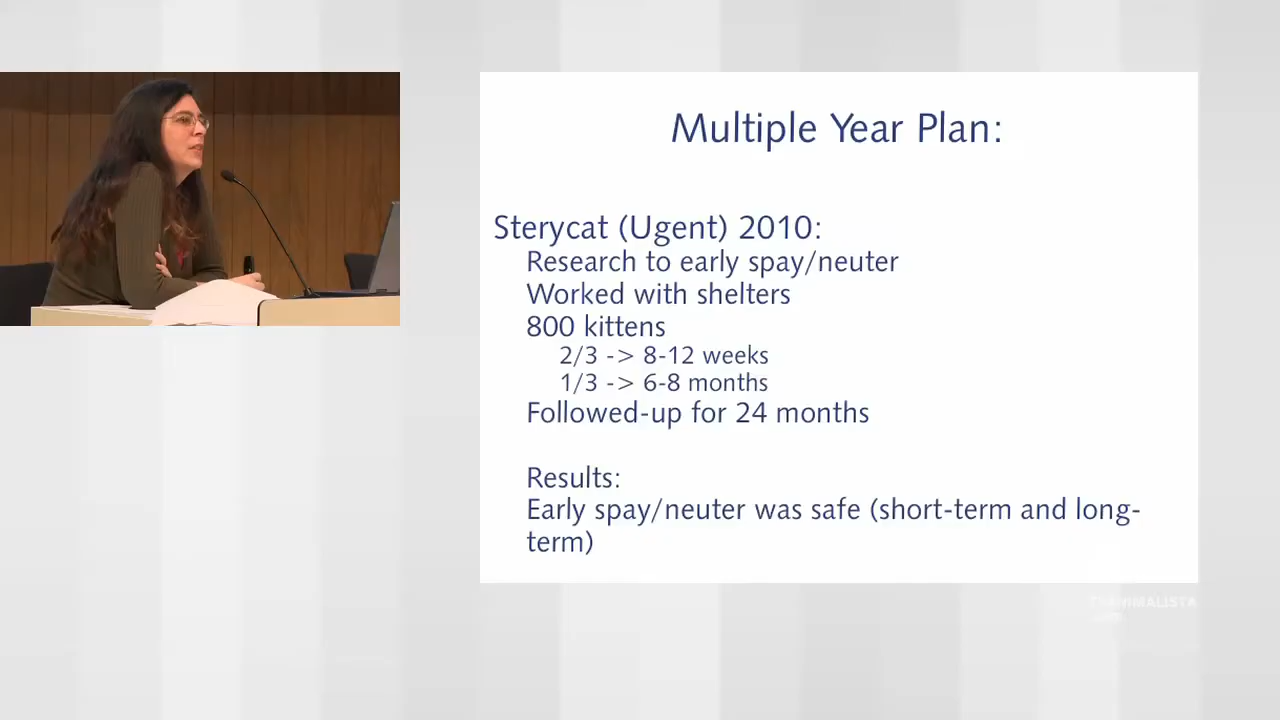 Multiple Year Plan:
Sterycat (Ugent) 2010:
Research to early spay/neuter
Worked with shelters
800 kittens
2/3 -> 8-12 weeks
1/3 -> 6-8 months
Followed-up for 24 months
Results:
Early spay/neuter was safe (short-term and long-
term)